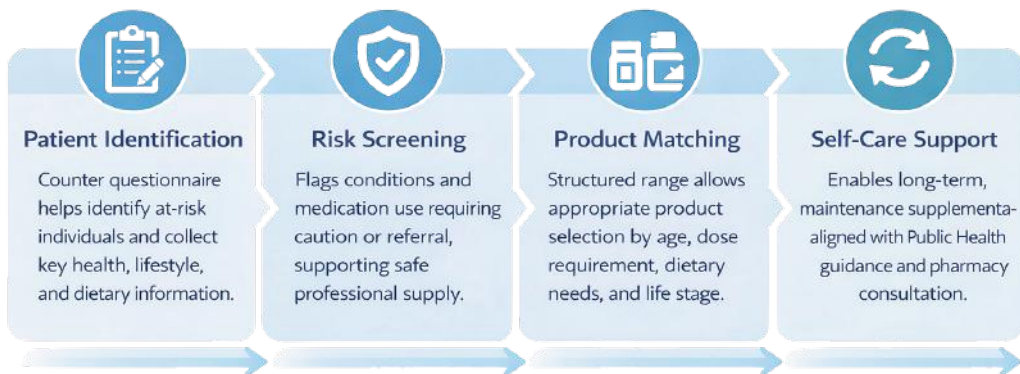 Patient Identification
Counter questionnaire
helps identify at-risk
individuals and collect
key health, lifestyle,
and dietary information.
Risk Screening
Flags conditions and
medication use requiring
caution or referral,
supporting safe
professional supply.
Product Matching
Structured range allows
appropriate product
selection by age, dose
requirement, dietary
needs, and life stage.
Self-Care Support
Enables long-term,
maintenance supplementa-
aligned with Public Health
guidance and pharmacy
consultation.